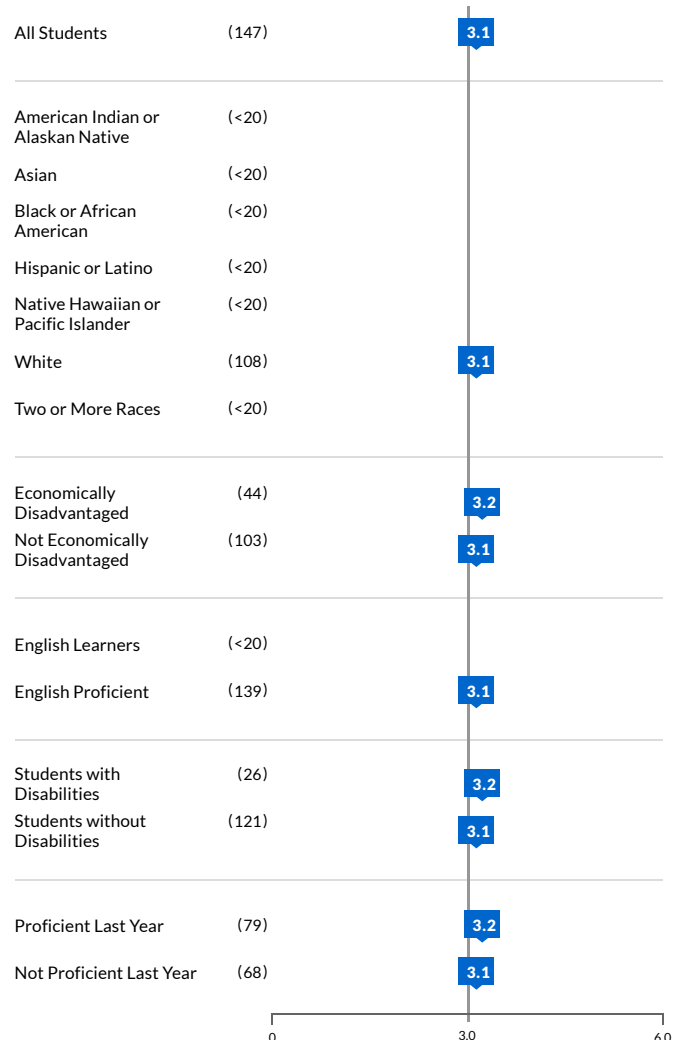 All Students (147) 3.1
American Indian or (<20)
Alaskan Native
Asian (<20)
Black or African (<20)
American
Hispanic or Latino (<20)
Native Hawaiian or (<20)
Pacific Islander
White (108) 3.1
Two or More Races (<20)
Economically (44) 3.2
Disadvantaged
Not Economically (103) 3.1
Disadvantaged
English Learners (<20)
English Proficient (139) 3.1
Students with (26) 3.2
Disabilities
Students without (121) 3.1
Disabilities
Proficient Last Year (79) 3.2
Not Proficient Last Year (68) 3.1
0 3.0 6.0